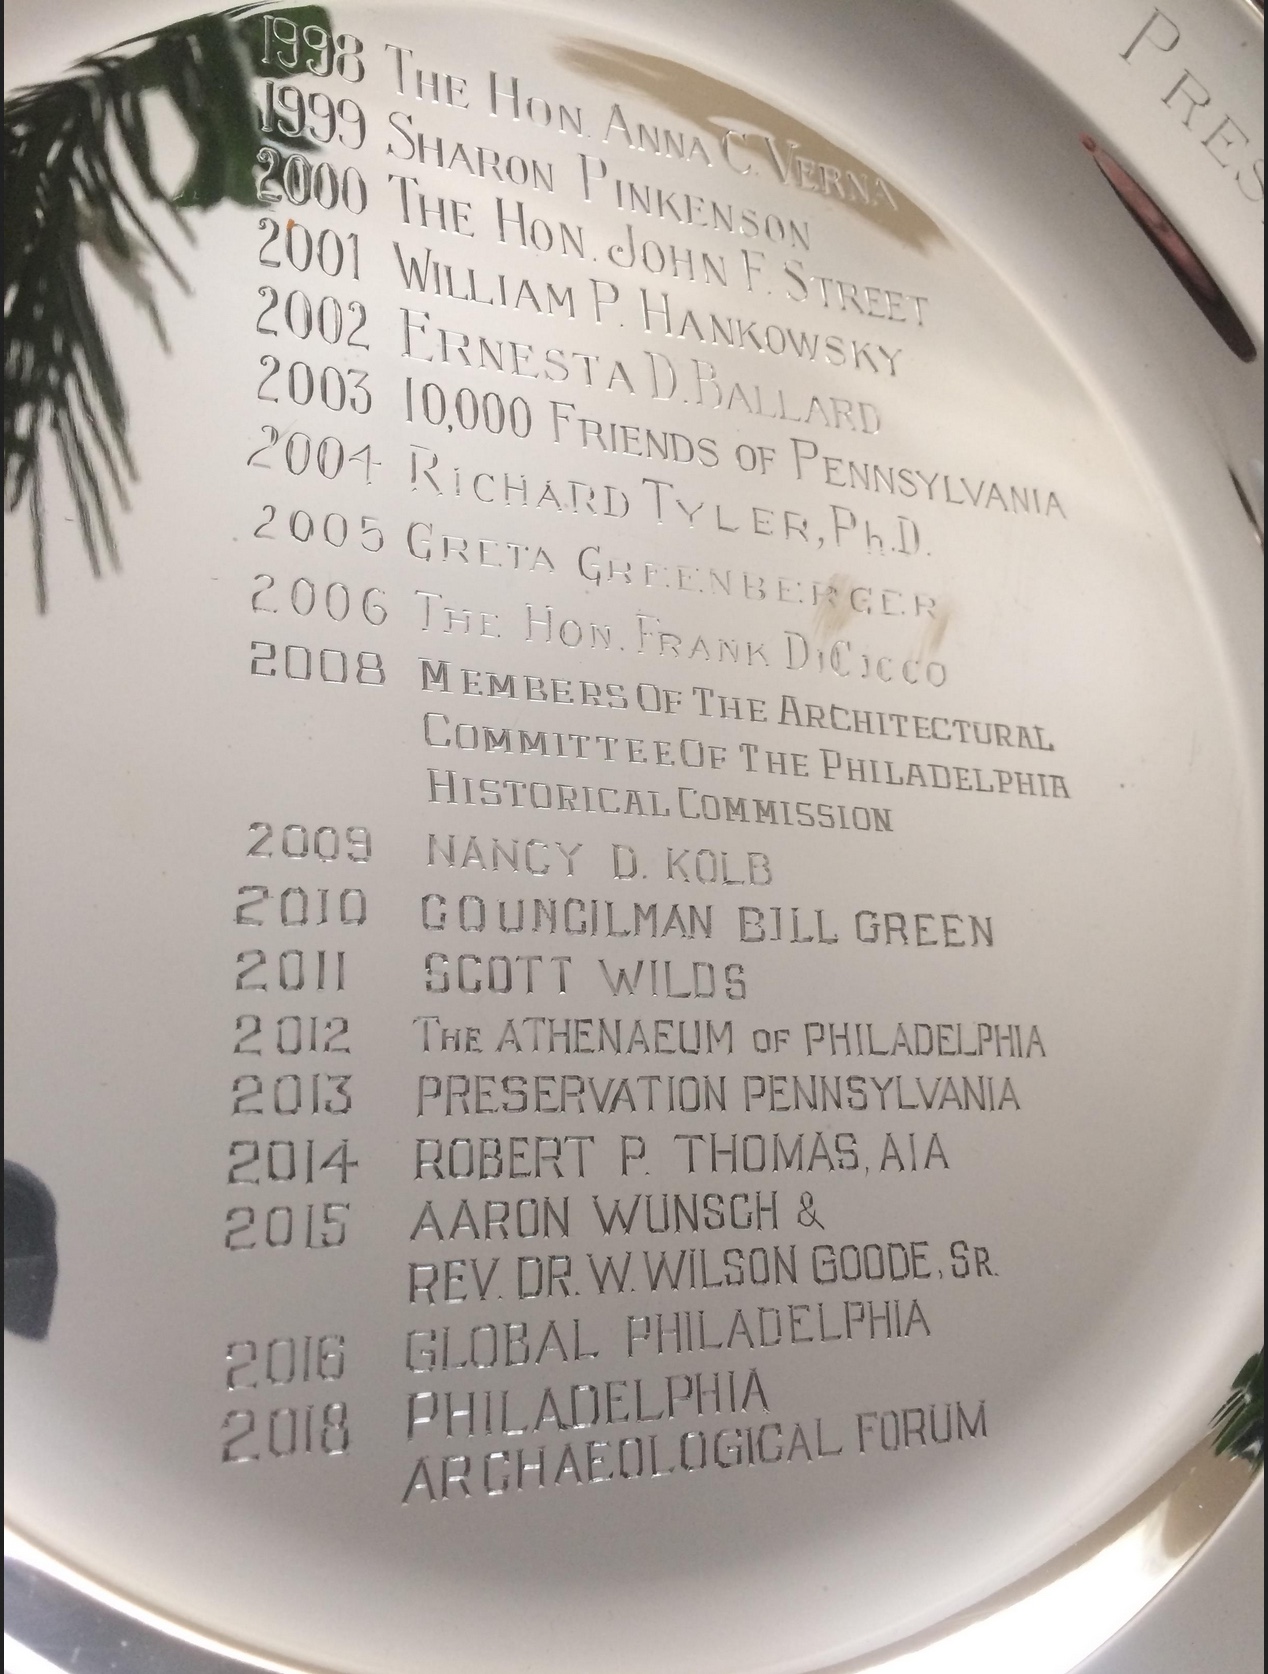 1998 THE HON. ANNA C. VERNA
1999 SHARON PINKENSON
2000 THE HON. JOHN F. STREET
2001 WILLIAM P. HANKOWSKY
2002 ERNESTA D. BALLARD
2003 10,000 FRIENDS OF PENNSYLVANIA
2004 RICHARD TYLER, Ph.D.
2005 GRETA GREENBERGER
2006 THE HON. FRANK DiCICCO
2008 MEMBERS OF THE ARCHITECTURAL
COMMITTEE OF THE PHILADELPHIA
HISTORICAL COMMISSION
2009 NANCY D. KOLB
2010 COUNCILMAN BILL GREEN
2011 SCOTT WILDS
2012 THE ATHENAEUM OF PHILADELPHIA
2013 PRESERVATION PENNSYLVANIA
2014 ROBERT P. THOMAS, AIA
2015 AARON WUNSCH &
REV. DR. W. WILSON GOODE, SR.
2016 GLOBAL PHILADELPHIA
2018 PHILADELPHIA
ARCHAEOLOGICAL FORUM